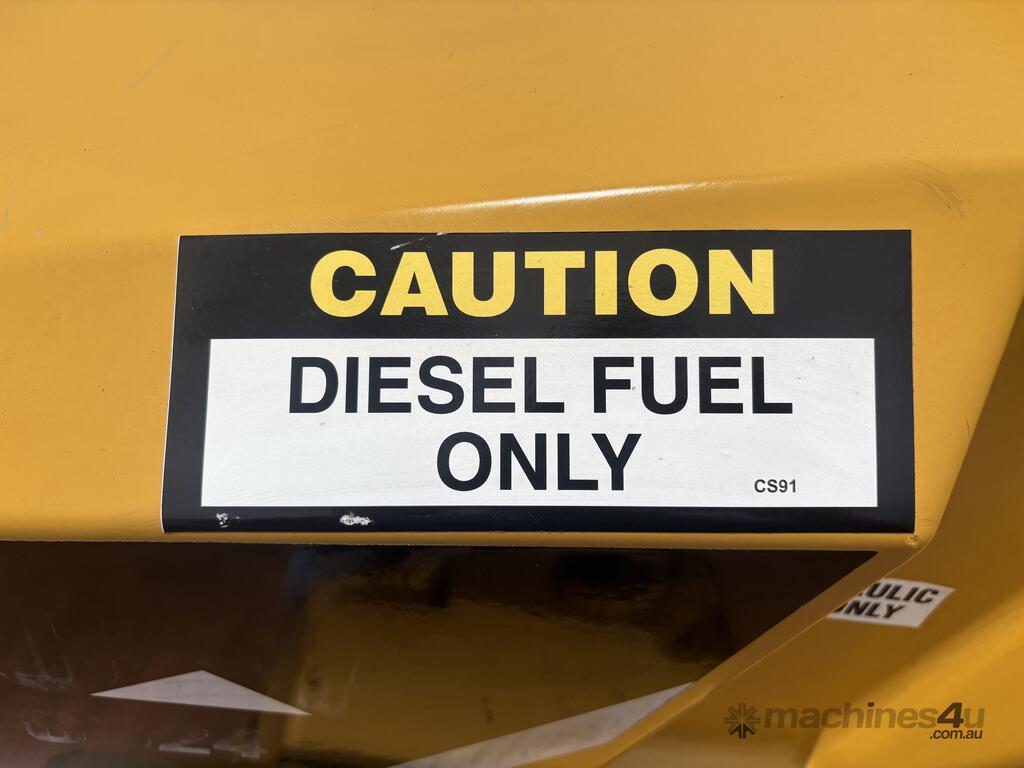 CAUTION
DIESEL FUEL
ONLY
CS91
machines4u
.com.au